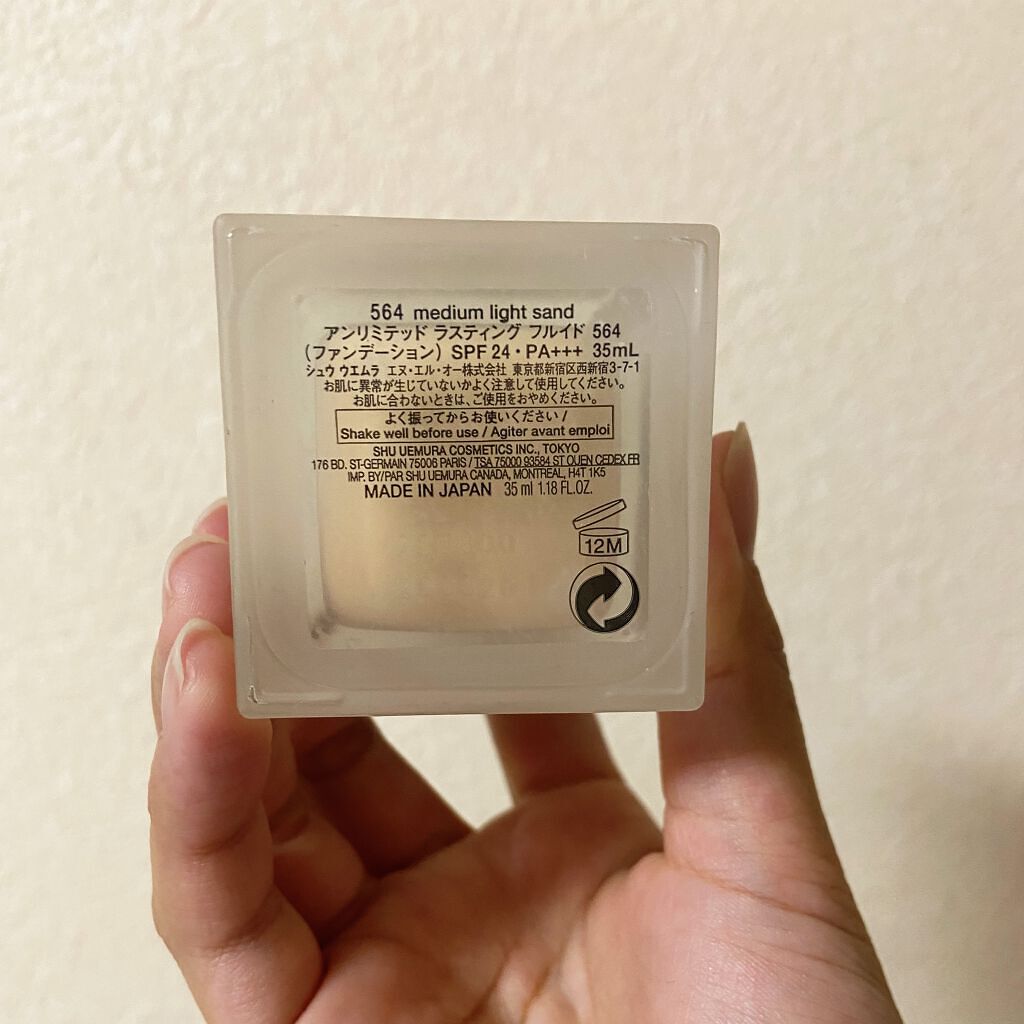 564 medium light sand
アンリミテッド ラスティング フルイド 564
(ファンデーション) SPF 24・PA+++ 35mL
シュウ ウエムラ エヌ・エル・オー株式会社 東京都新宿区西新宿3-7-1
お肌に異常が生じていないかよく注意して使用してください。
お肌に合わないときは、ご使用をおやめください。
よく振ってからお使いください /
Shake well before use / Agiter avant emploi
SHU UEMURA COSMETICS INC., TOKYO
176 BD. ST-GERMAIN 75006 PARIS / TSA 75000 93584 ST OUEN CEDEX FR
IMP. BY/PAR SHU UEMURA CANADA, MONTREAL, H4T 1K5
MADE IN JAPAN 35 ml 1.18 FL.OZ.
12M